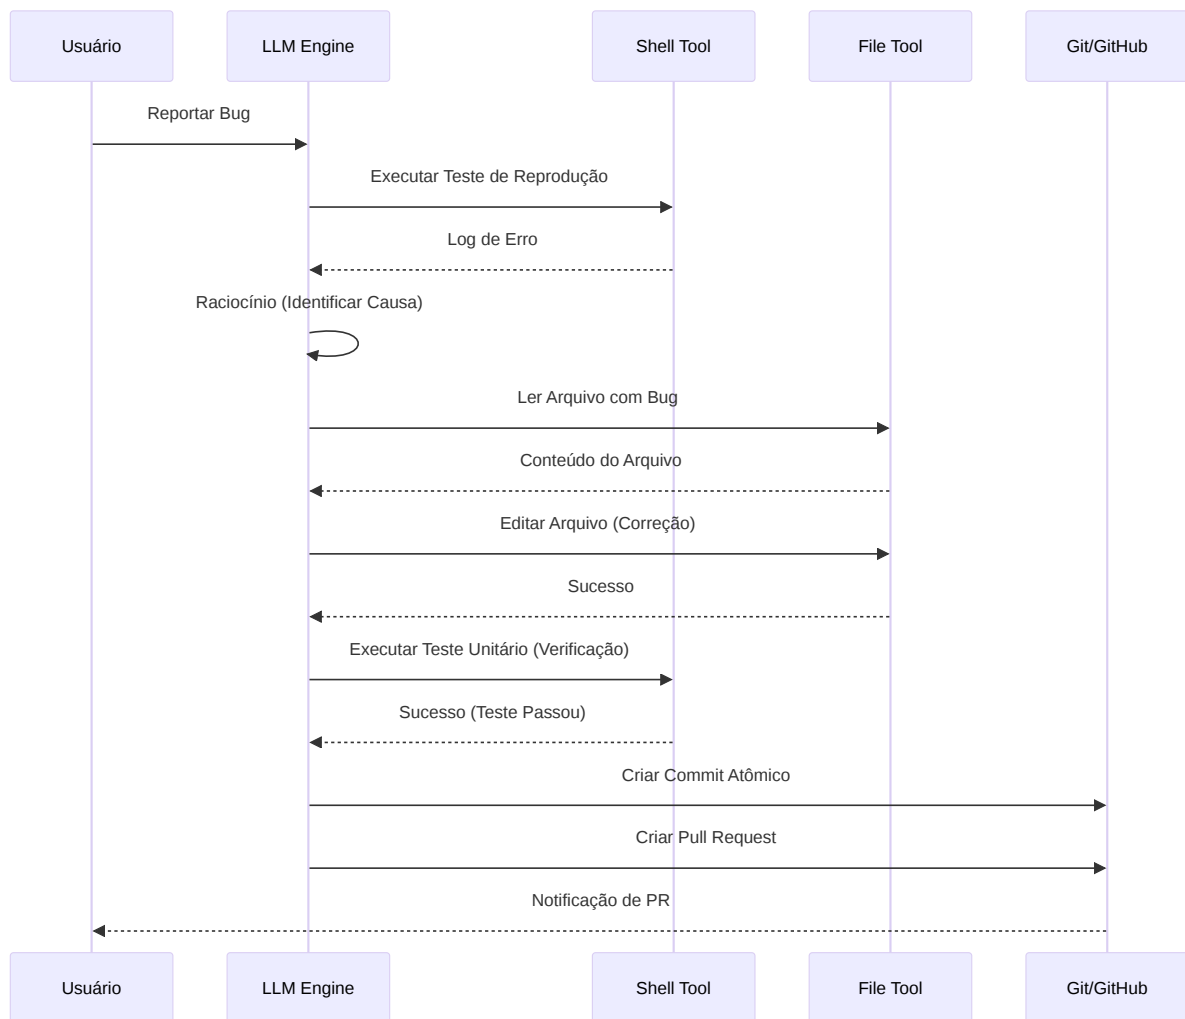 Usuário
LLM Engine
Shell Tool
File Tool
Git/GitHub
Reportar Bug
Executar Teste de Reprodução
Log de Erro
Raciocínio (Identificar Causa)
Ler Arquivo com Bug
Conteúdo do Arquivo
Editar Arquivo (Correção)
Sucesso
Executar Teste Unitário (Verificação)
Sucesso (Teste Passou)
Criar Commit Atômico
Criar Pull Request
Notificação de PR
Usuário
LLM Engine
Shell Tool
File Tool
Git/GitHub